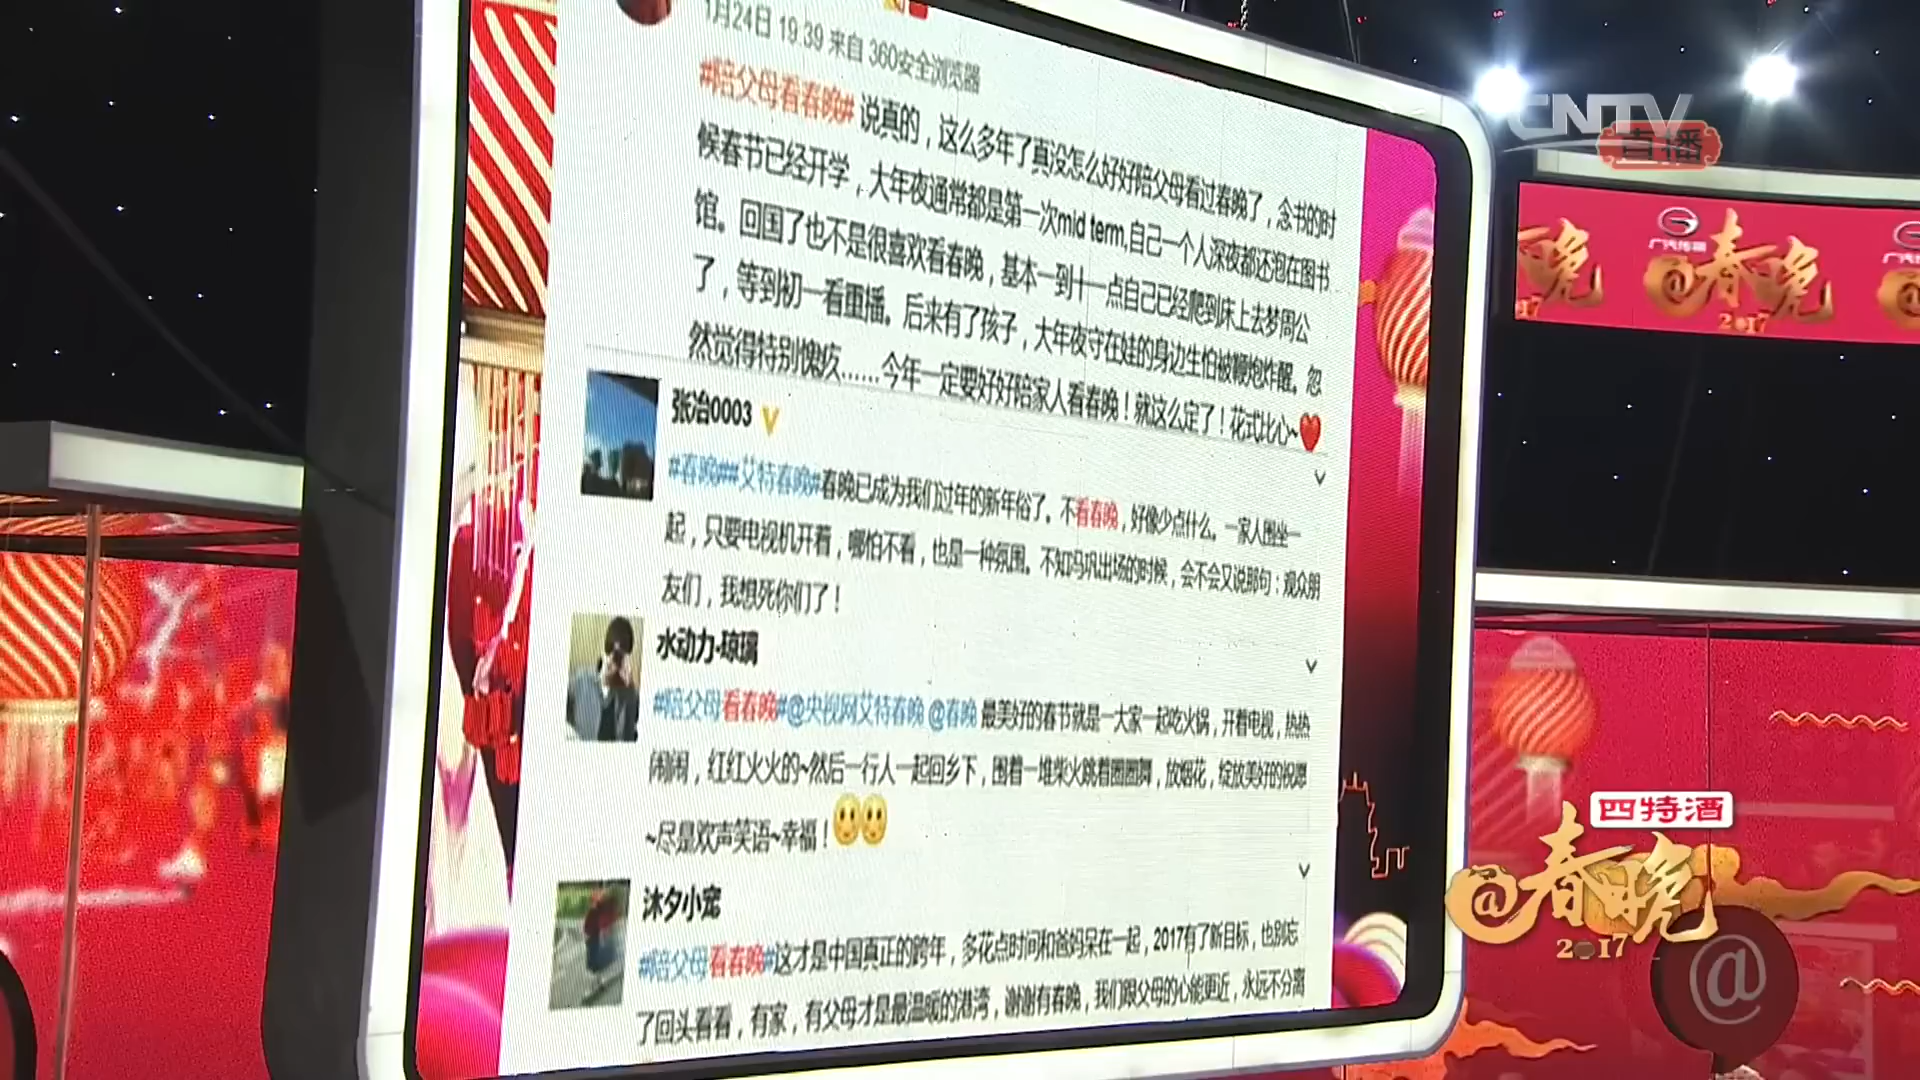 1月24日 19:39 来自 360安全浏览器
#陪父母看春晚# 说真的，这么多年了真没怎么好好陪父母看过春晚了，念书的时
候春节已经开学，大年夜通常都是第一次mid term,自己一个人深夜都还泡在图书
馆。回国了也不是很喜欢看春晚，基本一到十一点自己已经爬到床上去梦周公
了，等到初一看重播。后来有了孩子，大年夜守在娃的身边生怕被鞭炮炸醒。忽
然觉得特别愧疚……今年一定要好好陪家人看春晚！就这么定了！花式比心~
张冶0003
#春晚##艾特春晚#春晚已成为我们过年的新年俗了。不看春晚，好像少点什么。一家人围坐一
起，只要电视机开着，哪怕不看，也是一种氛围。不知冯巩出场的时候，会不会又说那句：观众朋
友们，我想死你们了！
水动力·琼璃
#陪父母看春晚#@央视网艾特春晚 @春晚 最美好的春节就是一大家一起吃火锅，开着电视，热热
闹闹，红红火火的~然后一行人一起回乡下，围着一堆柴火跳着圈圈舞，放烟花，绽放美好的祝愿
~尽是欢声笑语~幸福！
沐夕小宠
#陪父母看春晚#这才是中国真正的跨年，多花点时间和爸妈呆在一起，2017有了新目标，也别忘
了回头看看，有家，有父母才是最温暖的港湾，谢谢有春晚，我们跟父母的心能更近，永远不分离
CNTV
直播
晚
17
广汽传祺
@春晚
2017
广汽传
@
四特酒
@春晚
2017
@